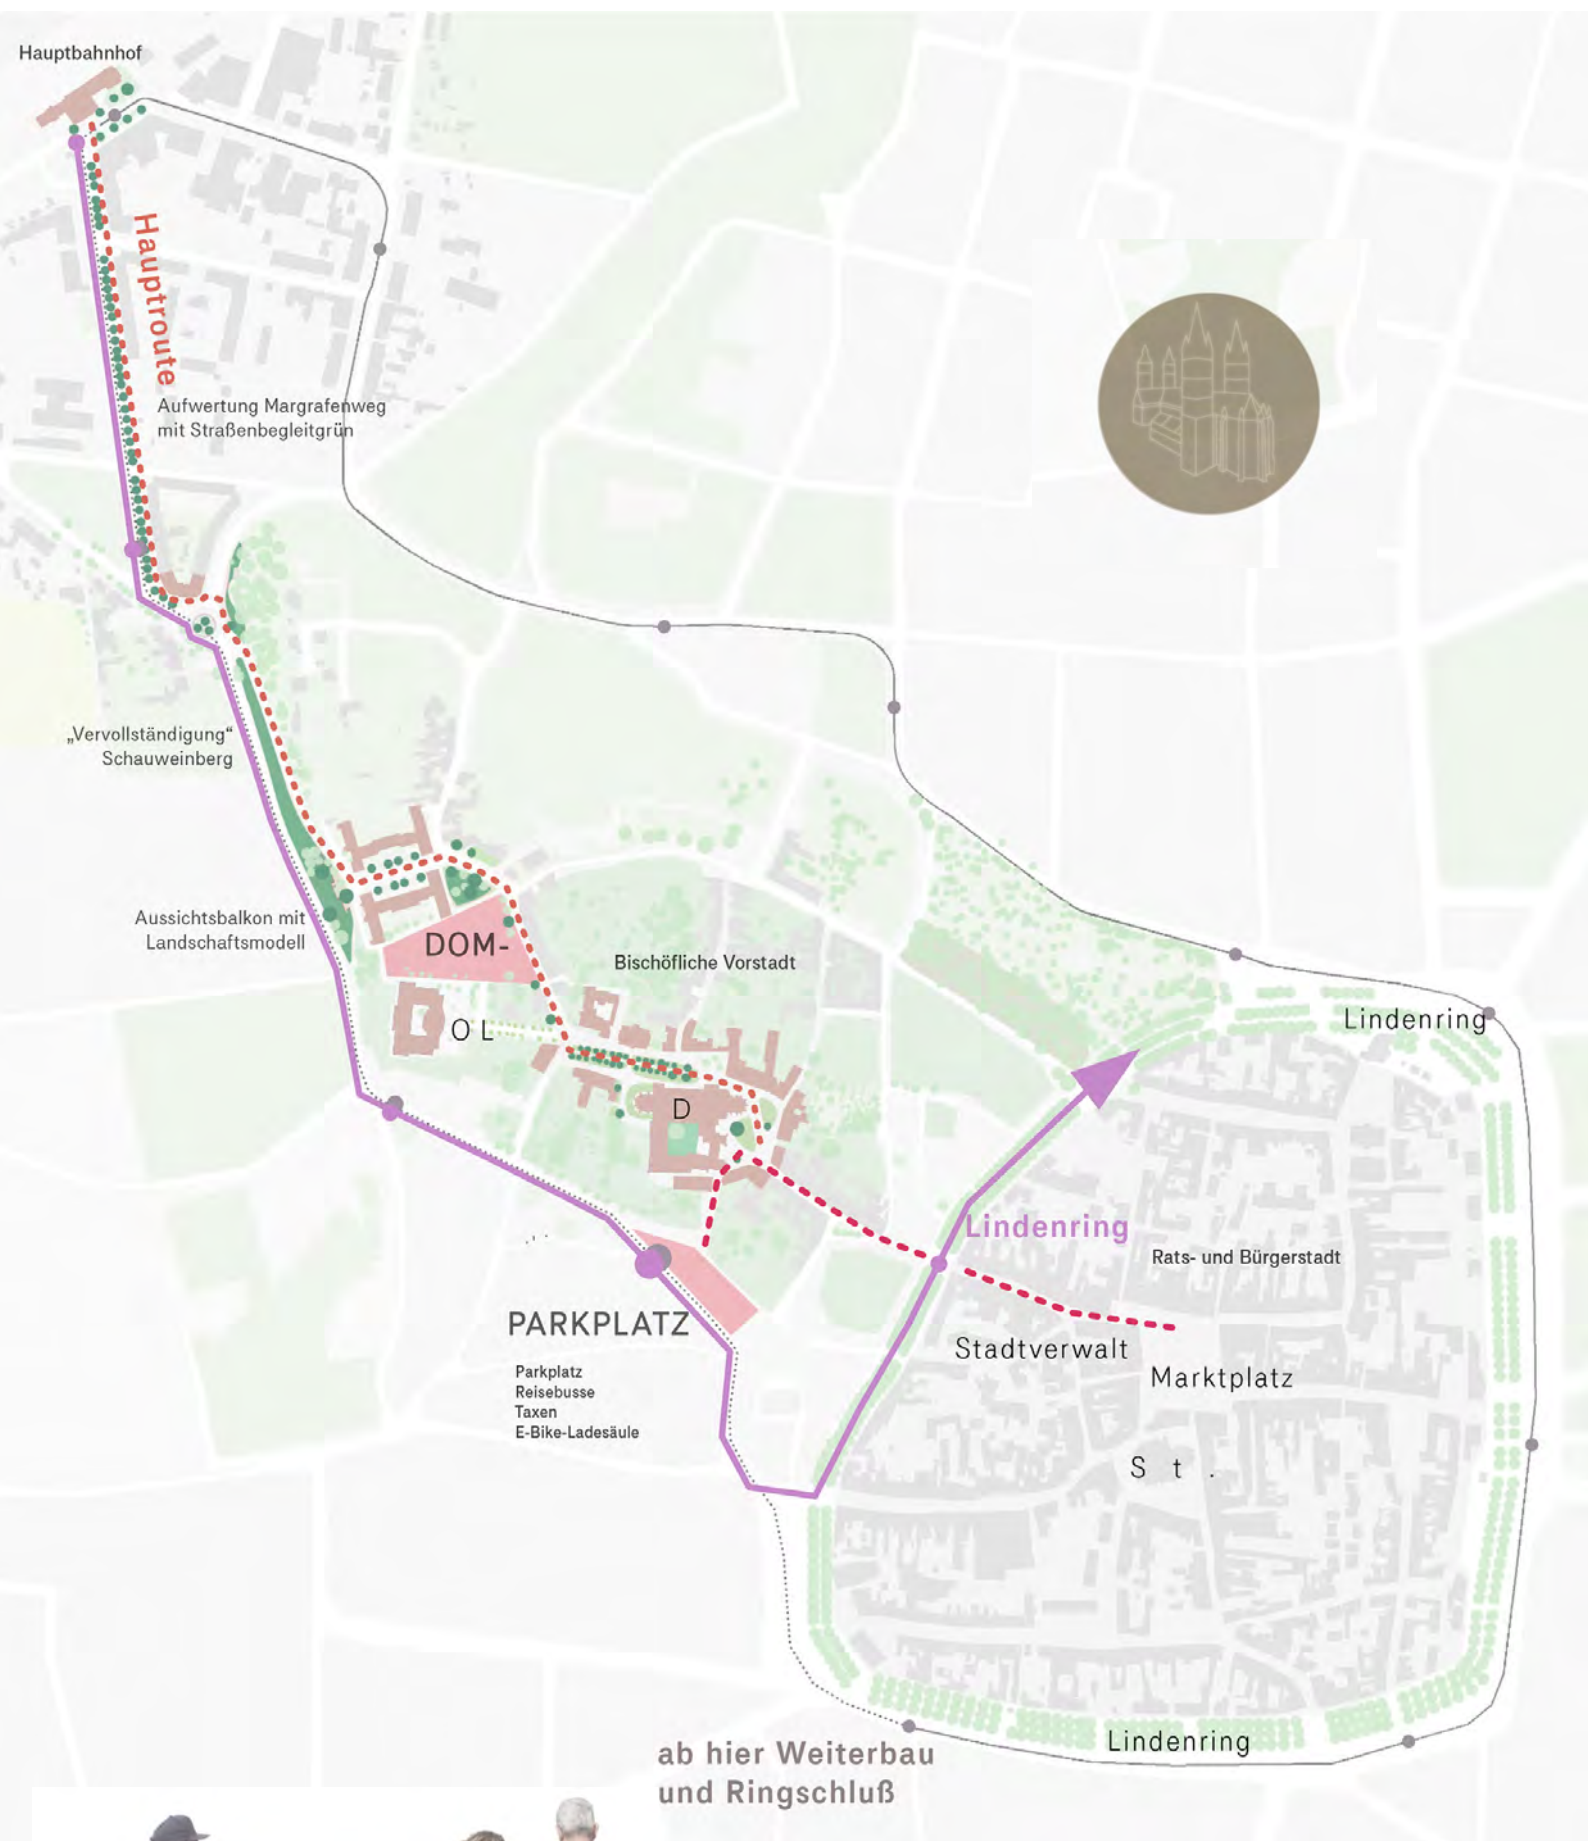 Hauptbahnhof
Hauptroute
Aufwertung Margrafenweg
mit Straßenbegleitgrün
„Vervollständigung“
Schauweinberg
Aussichtsbalkon mit
Landschaftsmodell
DOM-
Bischöfliche Vorstadt
O L
Lindenring
D
Lindenring
Rats- und Bürgerstadt
PARKPLATZ
Stadtverwalt
Marktplatz
Parkplatz
Reisebusse
Taxen
E-Bike-Ladesäule
St.
Lindenring
ab hier Weiterbau
und Ringschluß